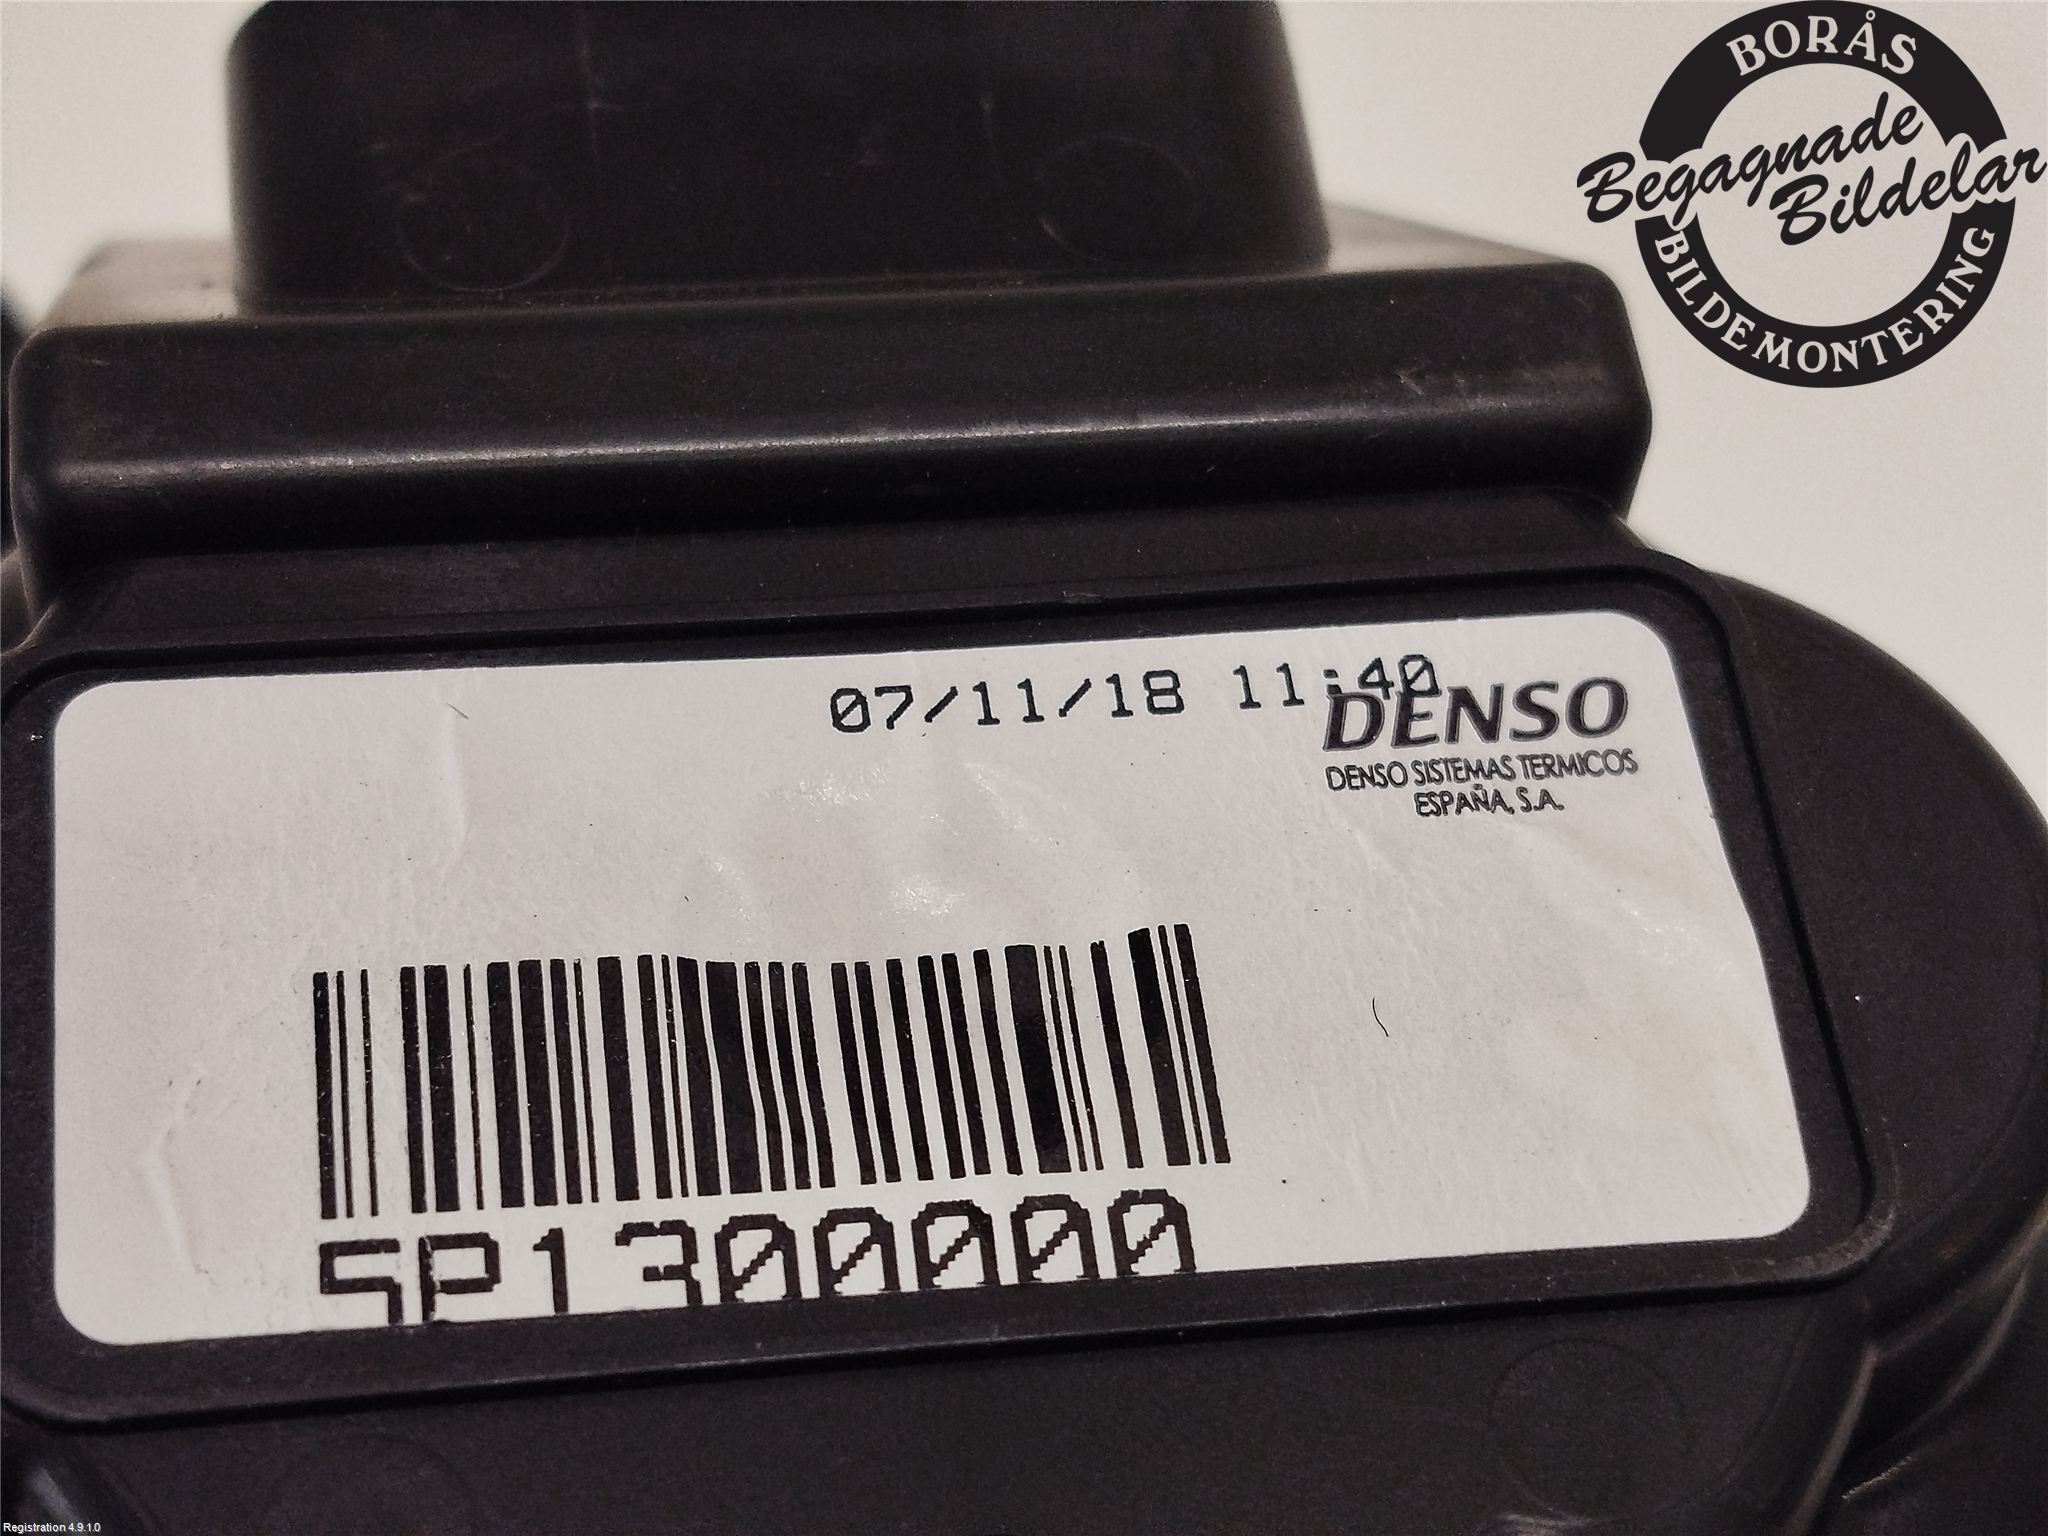 BORÅS
Begagnade
Bildelar
BILDEMONTERING
07/11/18 11:40
DENSO
DENSO SISTEMAS TERMICOS
ESPAÑA, S.A.
5P1300000
Registration 4.9.1.0